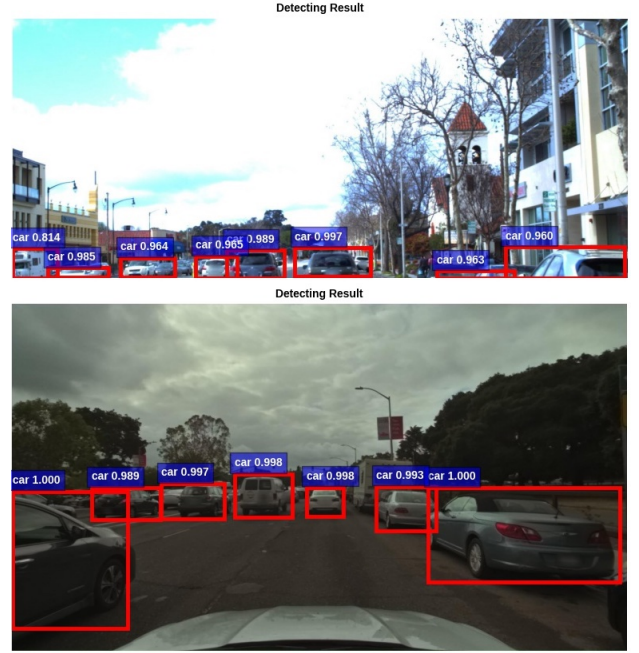 Detecting Result
car 0.814
car 0.985
car 0.964
car 0.965
0.989
car 0.997
car 0.963
car 0.960
Detecting Result
car 1.000
car 0.989
car 0.997
car 0.998
car 0.998
car 0.993
car 1.000